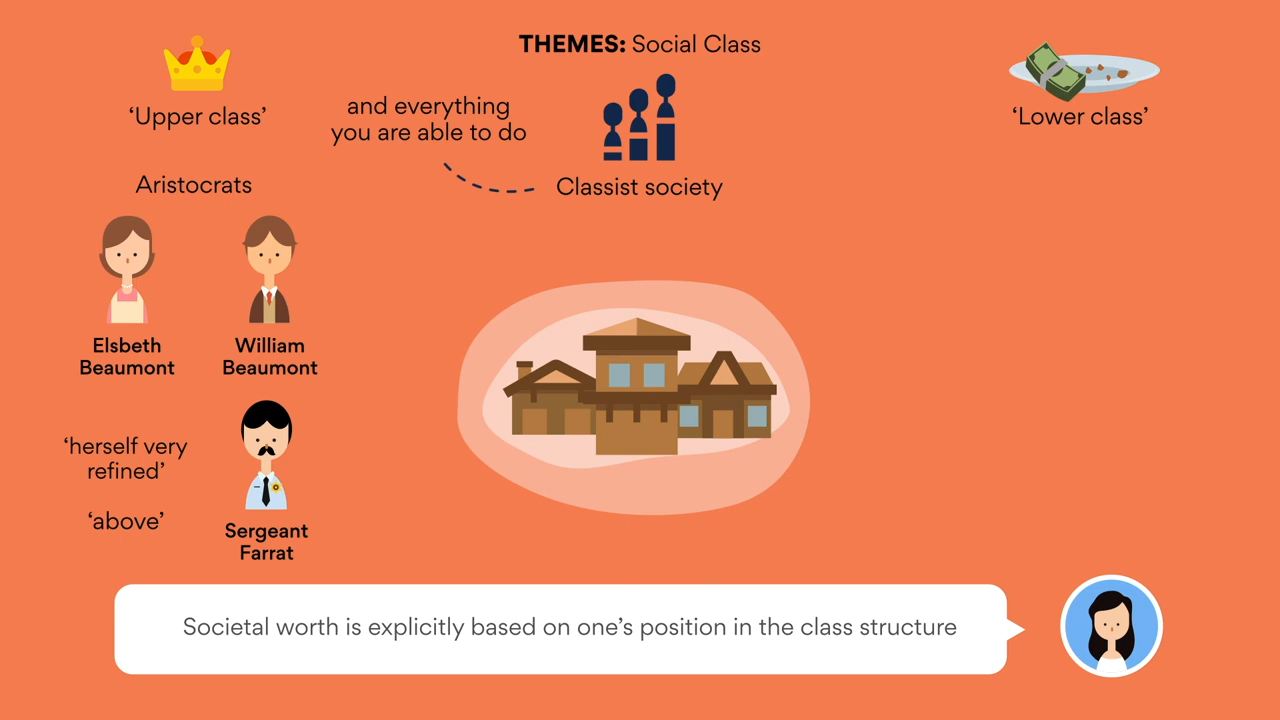 THEMES: Social Class
‘Upper class’
and everything
you are able to do
‘Lower class’
Classist society
Aristocrats
Elsbeth
Beaumont
William
Beaumont
‘herself very
refined’
‘above’
Sergeant
Farrat
Societal worth is explicitly based on one’s position in the class structure